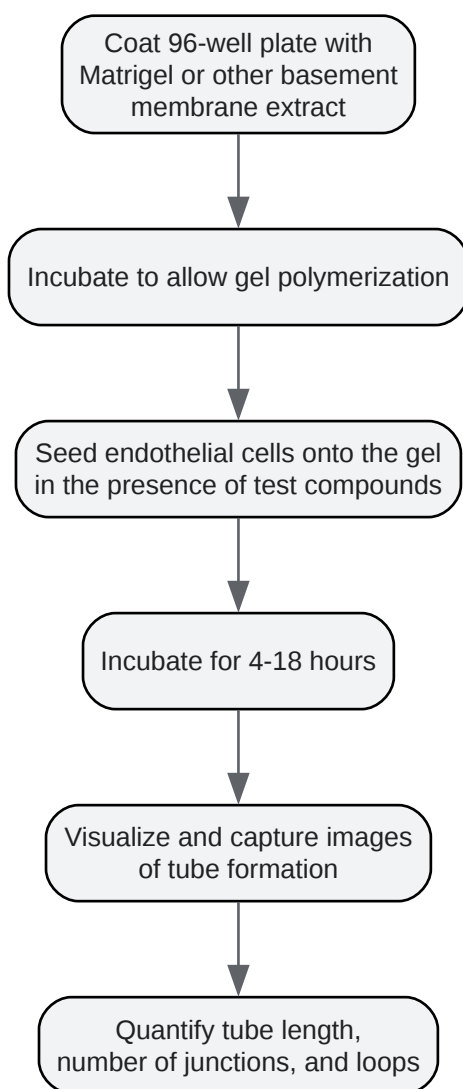 Coat 96-well plate with
Matrigel or other basement
membrane extract
Incubate to allow gel polymerization
Seed endothelial cells onto the gel
in the presence of test compounds
Incubate for 4-18 hours
Visualize and capture images
of tube formation
Quantify tube length,
number of junctions, and loops